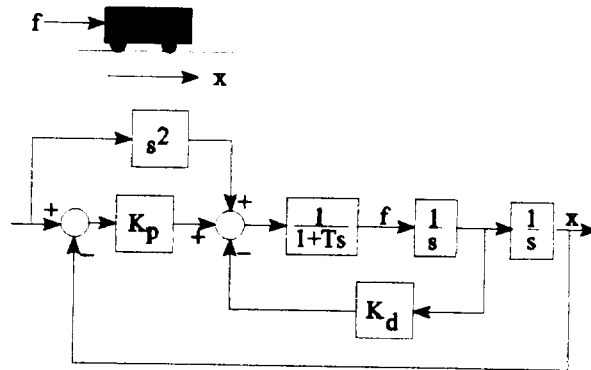 f
x
s²
+
+
K_p
+
-
-
1/(1+Ts)
f
1/s
1/s
x
K_d